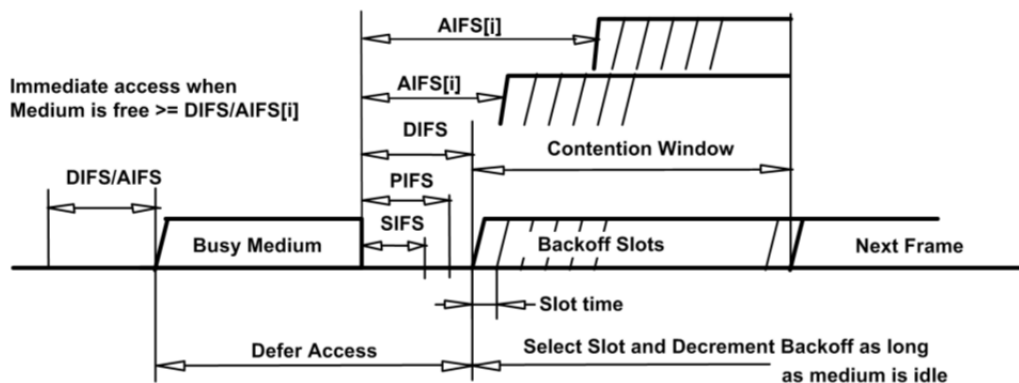 AIFS[i]
Immediate access when
Medium is free >= DIFS/AIFS[i]
AIFS[i]
DIFS
Contention Window
DIFS/AIFS
PIFS
SIFS
Busy Medium
Backoff Slots
Next Frame
Slot time
Defer Access
Select Slot and Decrement Backoff as long
as medium is idle